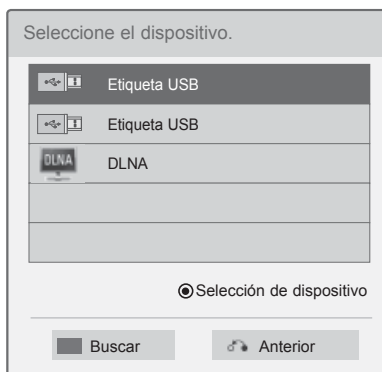 Seleccione el dispositivo.
Etiqueta USB
Etiqueta USB
DLNA DLNA
Selección de dispositivo
Buscar Anterior